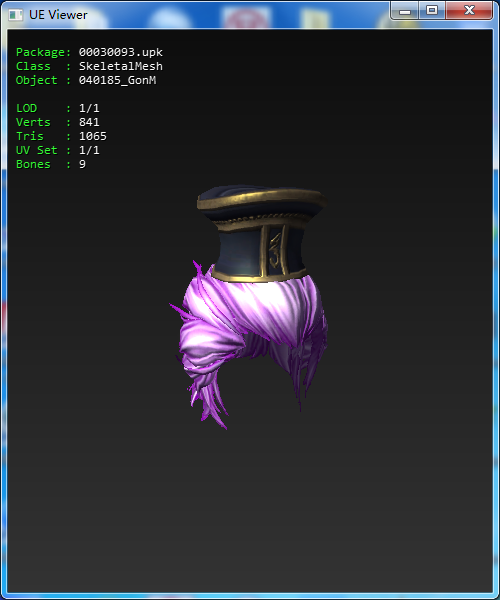 UE Viewer
Package: 00030093.upk
Class : SkeletalMesh
Object : 040185_GonM
LOD : 1/1
Verts : 841
Tris : 1065
UV Set : 1/1
Bones : 9